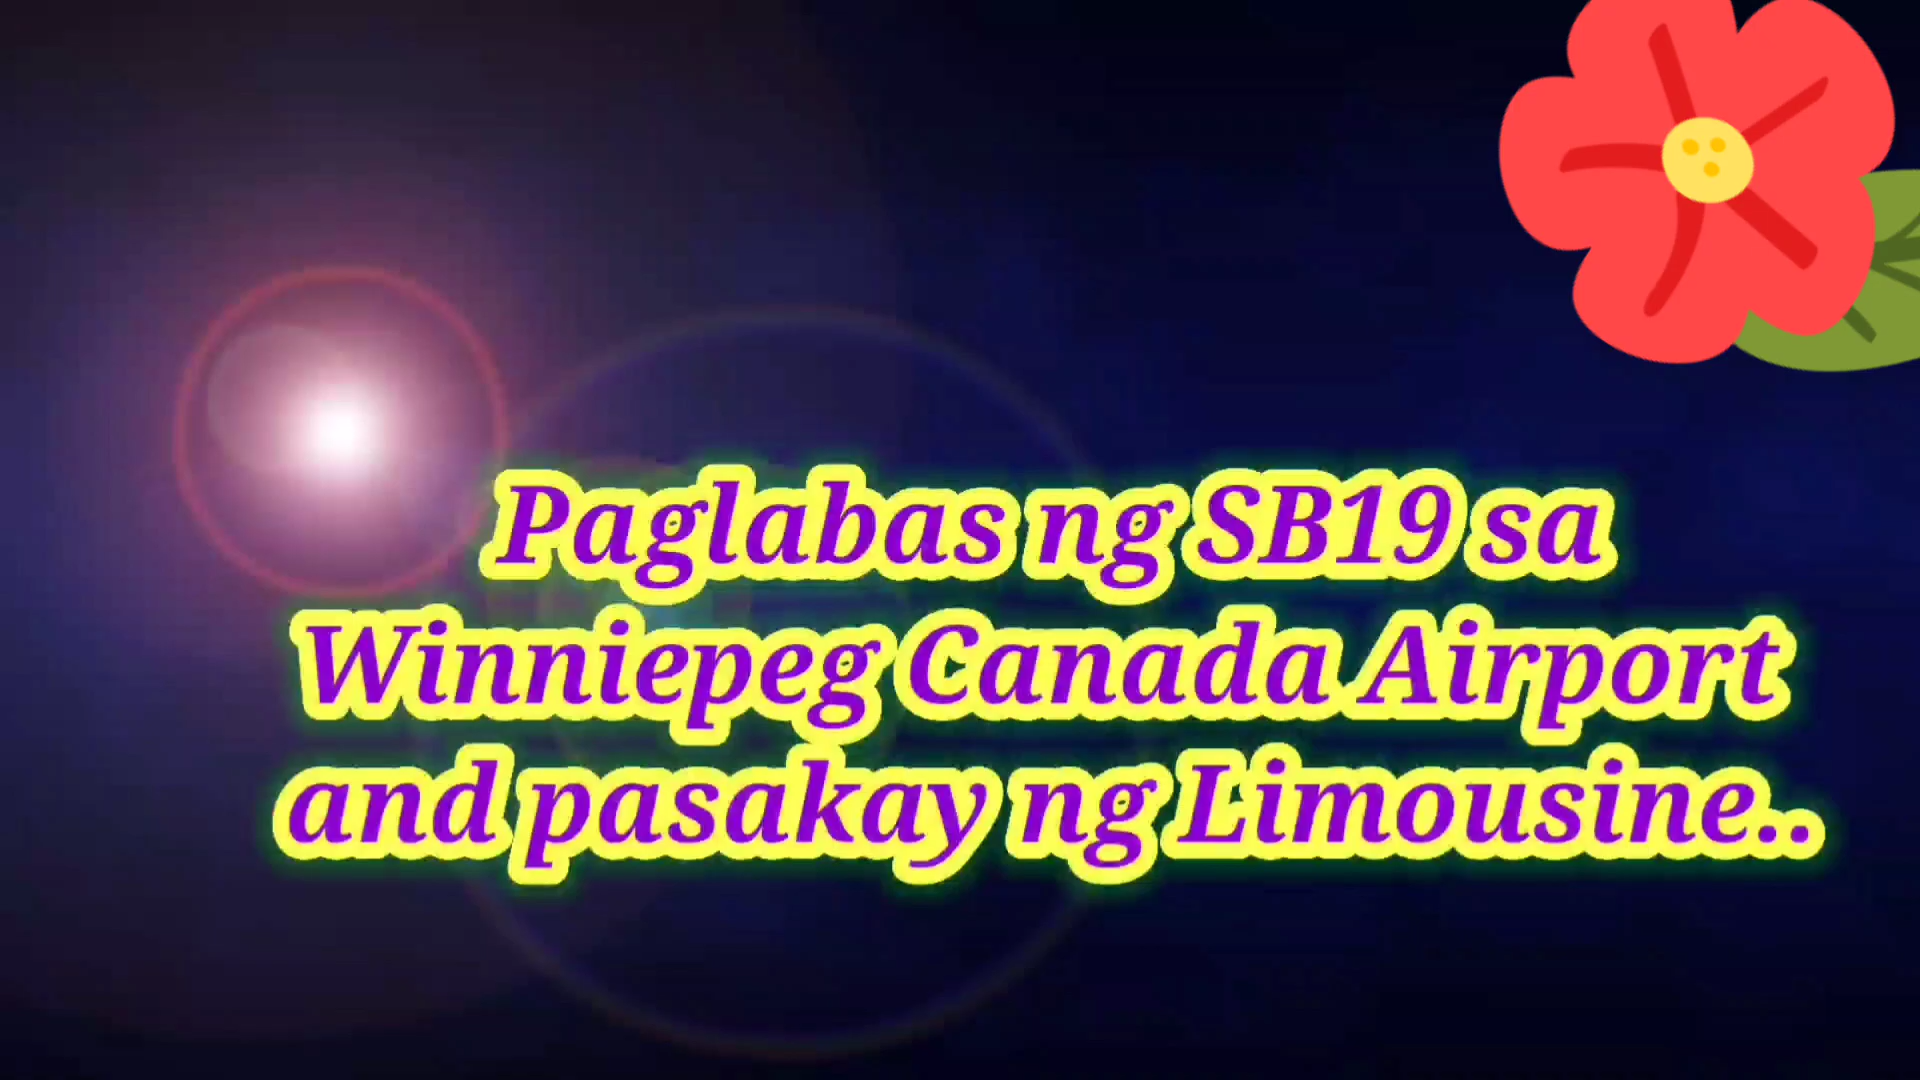 Paglabas ng SB19 sa
Winniepeg Canada Airport
and pasakay ng Limousine..